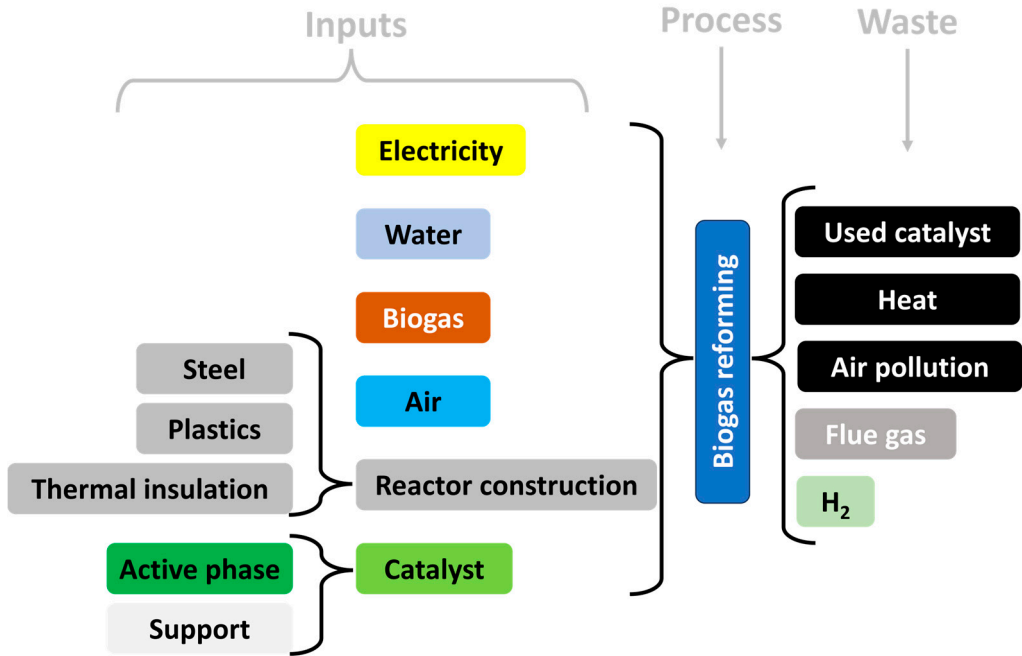 Inputs
Process
Waste
Electricity
Water
Biogas
Air
Steel
Plastics
Thermal insulation
Reactor construction
Active phase
Support
Catalyst
Biogas reforming
Used catalyst
Heat
Air pollution
Flue gas
H₂